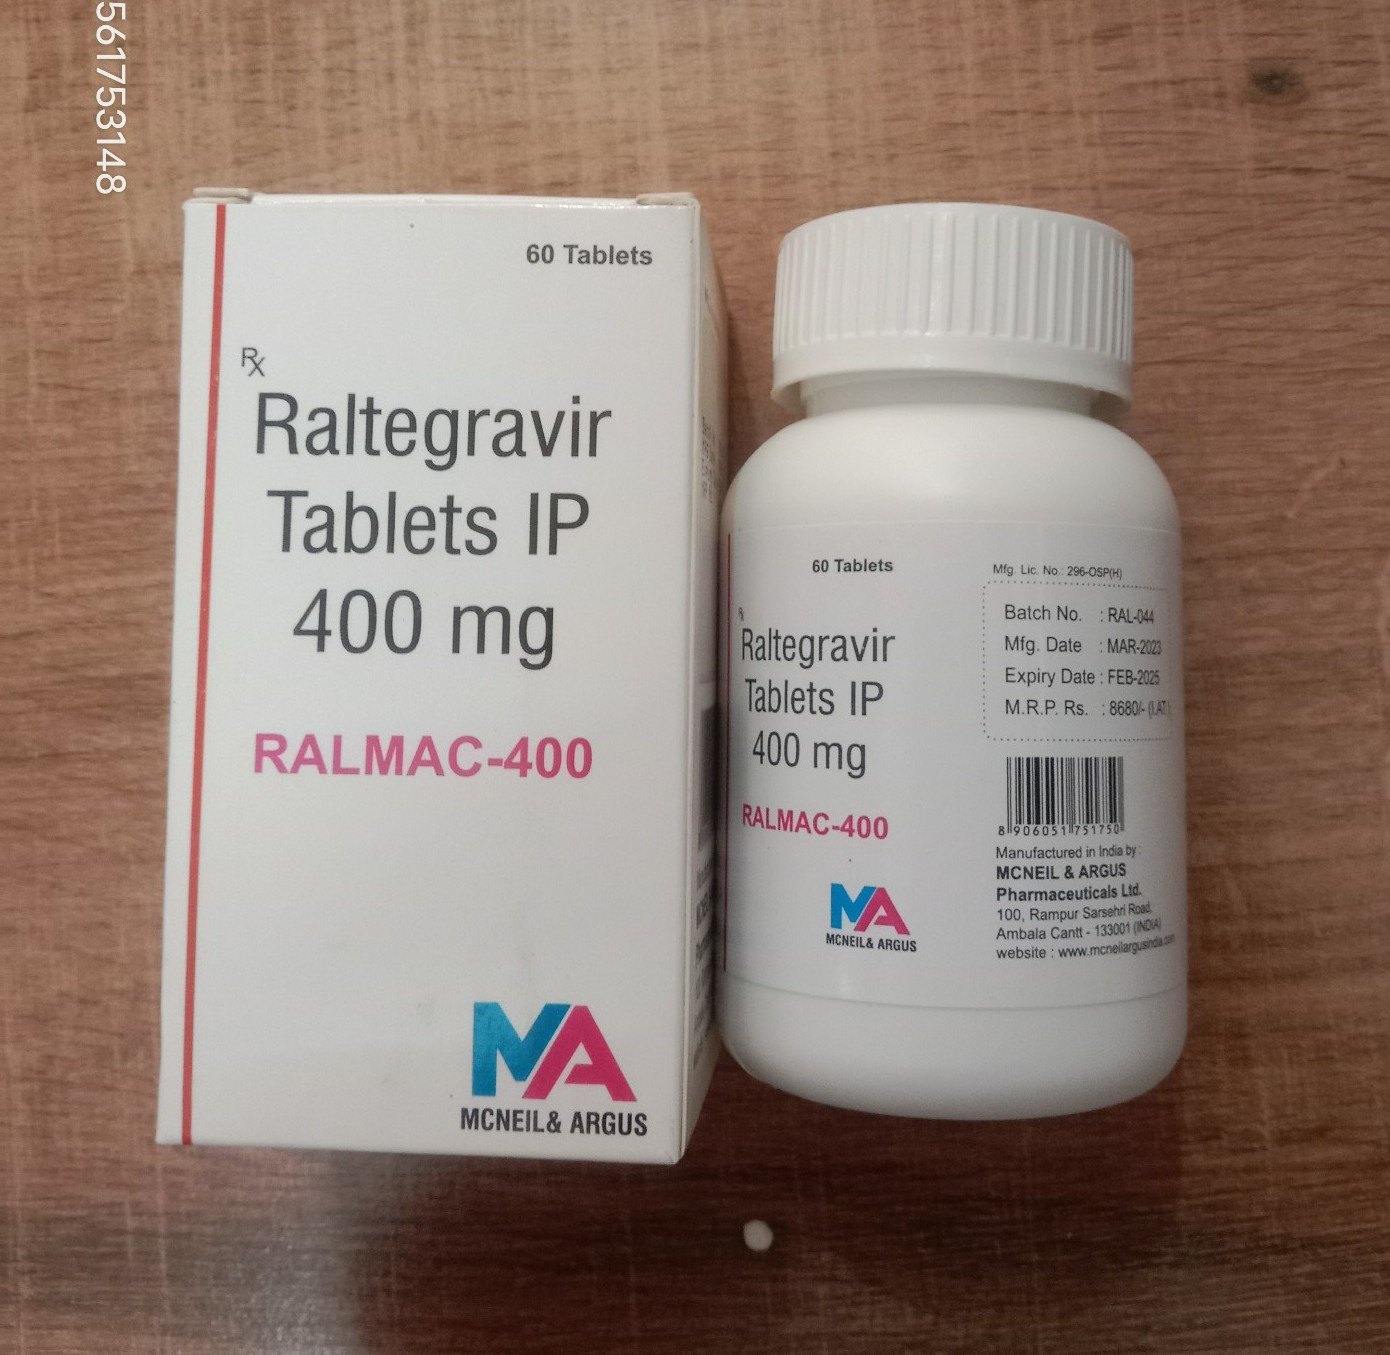 561753148
60 Tablets
Rx
Raltegravir
Tablets IP
400 mg
RALMAC-400
MA
MCNEIL & ARGUS
60 Tablets
Rx
Raltegravir
Tablets IP
400 mg
RALMAC-400
MA
MCNEIL & ARGUS
Mfg. Lic. No.: 296-OSP(H)
Batch No. : RAL-044
Mfg. Date : MAR-2023
Expiry Date : FEB-2025
M.R.P. Rs. : 8680/- (I.AT.)
8 906051 751750
Manufactured in India by :
MCNEIL & ARGUS
Pharmaceuticals Ltd.
100, Rampur Sarsehri Road,
Ambala Cantt - 133001 (INDIA)
website : www.mcneilargusindia.com